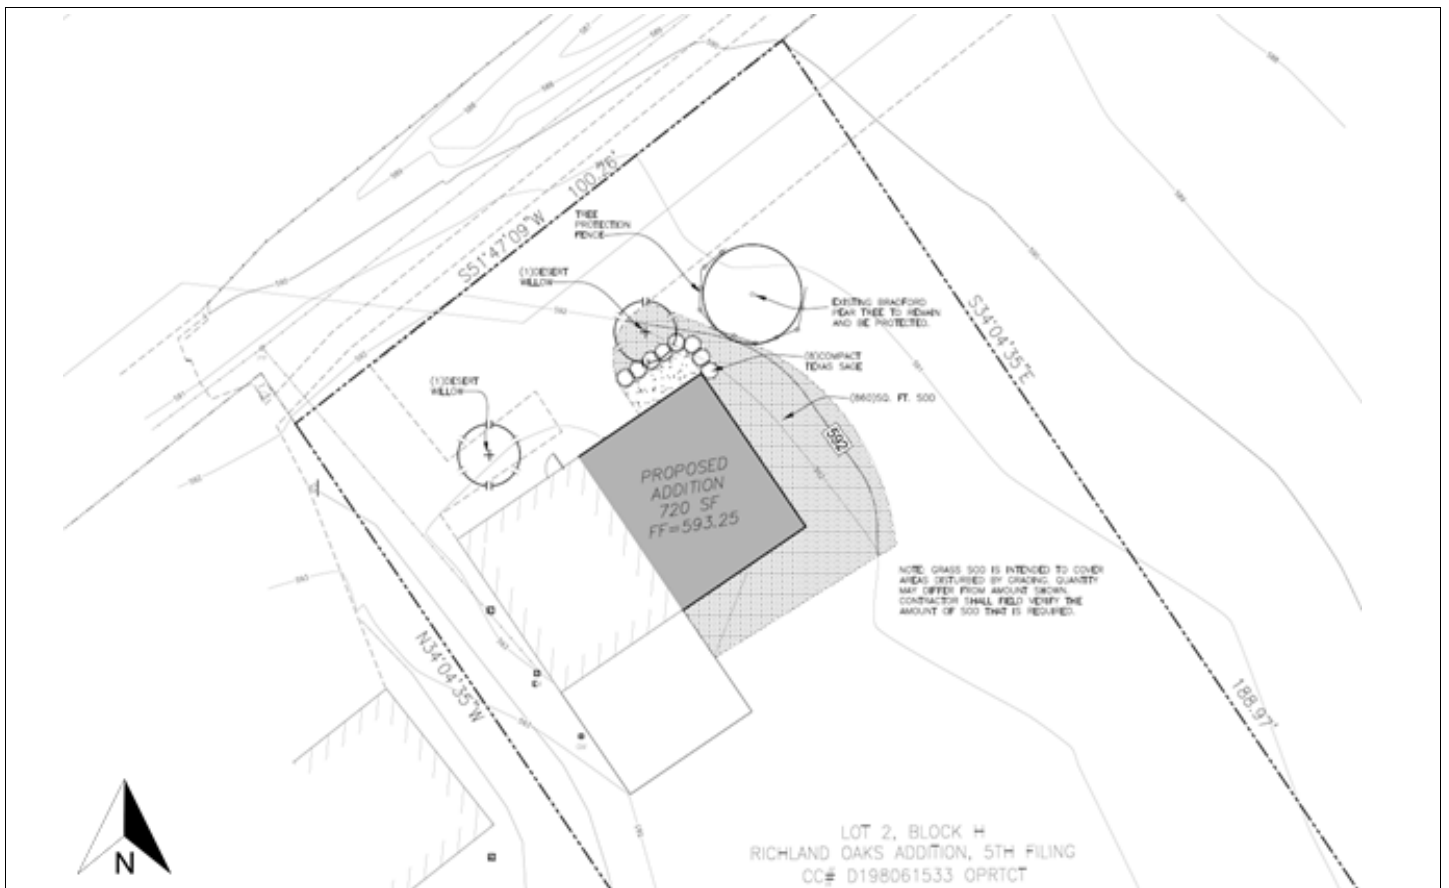 S51°47'09"W 100.76'
TREE
PROTECTION
FENCE
(1)DESERT
WILLOW
EXISTING BRADFORD
PEAR TREE TO REMAIN
AND BE PROTECTED.
S34°04'35"E
(8)COMPACT
TEXAS SAGE
(1)DESERT
WILLOW
(860)SQ. FT. SOD
592
PROPOSED
ADDITION
720 SF
FF=593.25
NOTE: GRASS SOD IS INTENDED TO COVER
AREAS DISTURBED BY GRADING. QUANTITY
MAY DIFFER FROM AMOUNT SHOWN.
CONTRACTOR SHALL FIELD VERIFY THE
AMOUNT OF SOD THAT IS REQUIRED.
N34°04'35"W
188.97'
LOT 2, BLOCK H
RICHLAND OAKS ADDITION, 5TH FILING
CC# D198061533 OPRTCT
N